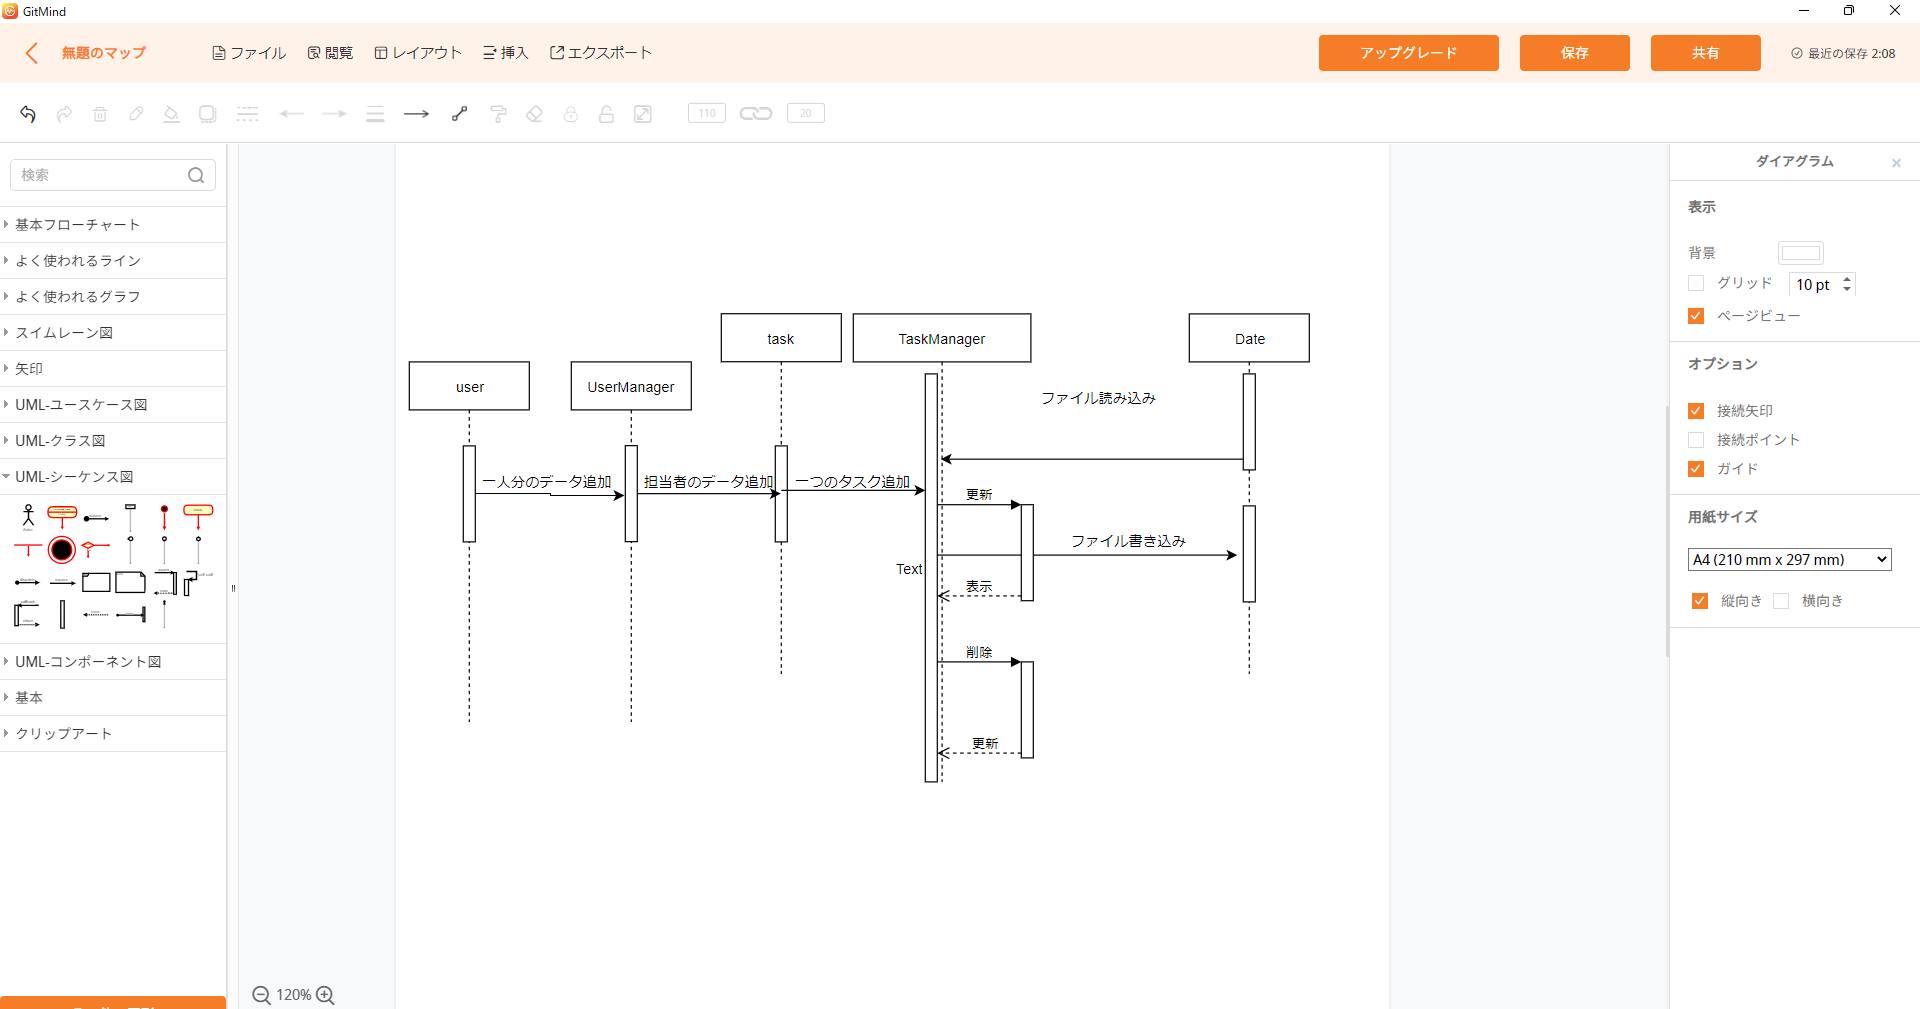 GitMind
無題のマップ
ファイル
閲覧
レイアウト
挿入
エクスポート
アップグレード
保存
共有
最近の保存 2:08
110
20
検索
基本フローチャート
よく使われるライン
よく使われるグラフ
スイムレーン図
矢印
UML-ユースケース図
UML-クラス図
UML-シーケンス図
UML-コンポーネント図
基本
クリップアート
task
TaskManager
Date
user
UserManager
ファイル読み込み
一人分のデータ追加
担当者のデータ追加
一つのタスク追加
更新
ファイル書き込み
Text
表示
削除
更新
120%
ダイアグラム
表示
背景
グリッド
10 pt
ページビュー
オプション
接続矢印
接続ポイント
ガイド
用紙サイズ
A4 (210 mm x 297 mm)
縦向き
横向き